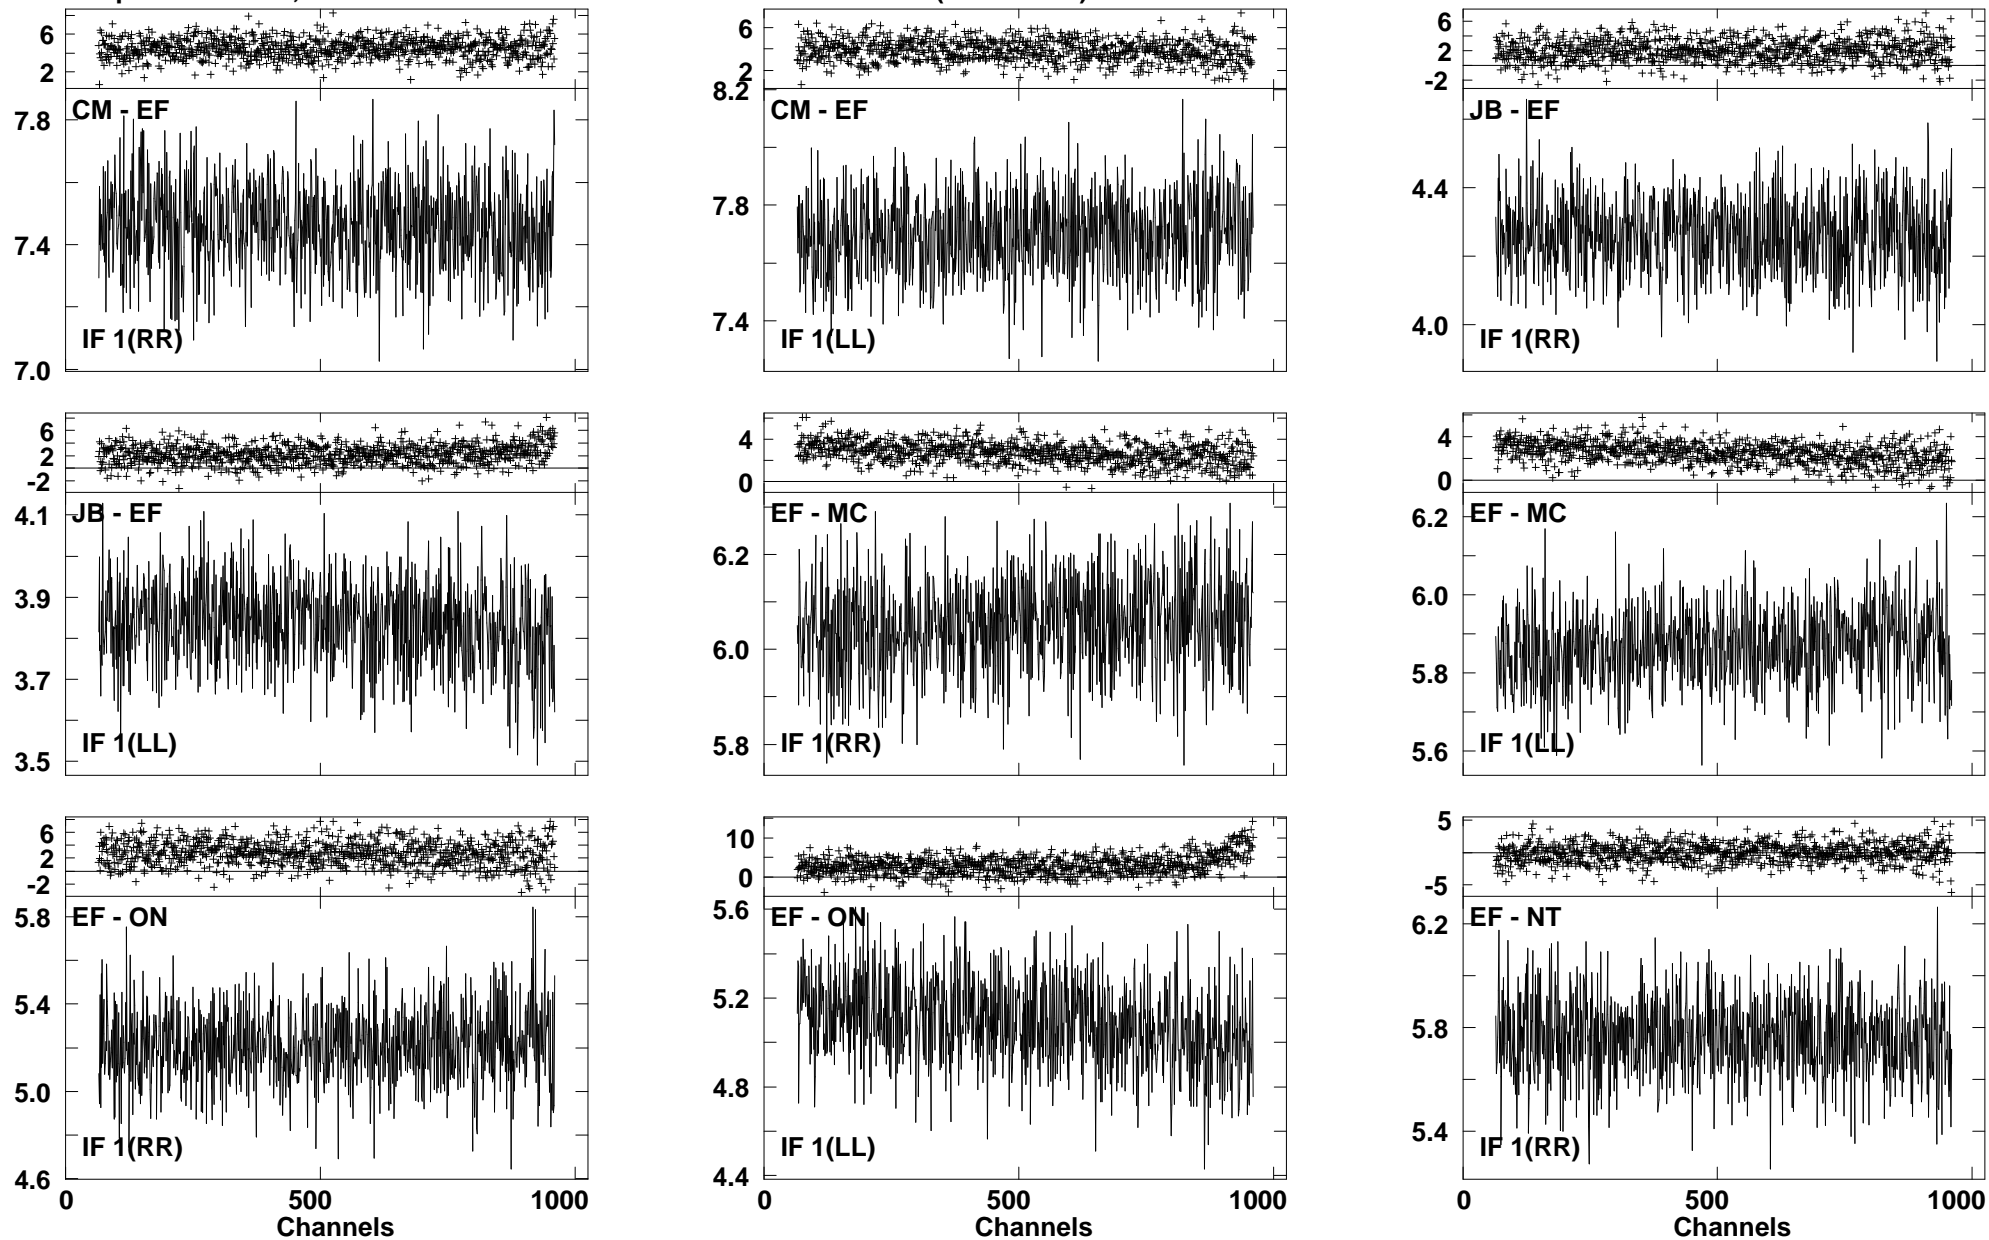 6
2
CM - EF
7.8
7.4
7.0
IF 1(RR)
6
2
8.2
CM - EF
7.8
7.4
IF 1(LL)
6
2
-2
JB - EF
4.4
4.0
IF 1(RR)
6
2
-2
JB - EF
4.1
3.9
3.7
3.5
IF 1(LL)
4
0
EF - MC
6.2
6.0
5.8
IF 1(RR)
4
0
EF - MC
6.2
6.0
5.8
5.6
IF 1(LL)
6
2
-2
EF - ON
5.8
5.4
5.0
4.6
IF 1(RR)
0 500 1000
Channels
10
0
EF - ON
5.6
5.2
4.8
4.4
IF 1(LL)
0 500 1000
Channels
5
-5
EF - NT
6.2
5.8
5.4
IF 1(RR)
0 500 1000
Channels